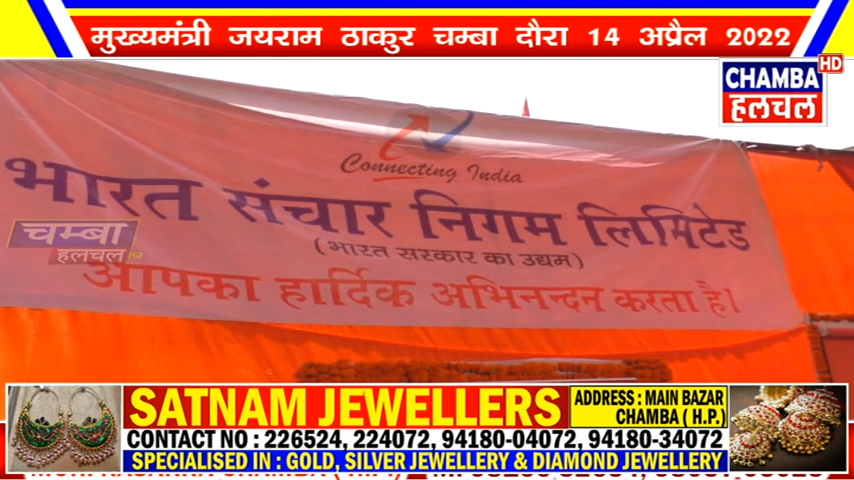 मुख्यमंत्री जयराम ठाकुर चम्बा दौरा 14 अप्रैल 2022
CHAMBA HD
हलचल
Connecting India
भारत संचार निगम लिमिटेड
(भारत सरकार का उद्यम)
आपका हार्दिक अभिनन्दन करता है।
चम्बा
हलचल HD
SATNAM JEWELLERS
ADDRESS : MAIN BAZAR
CHAMBA ( H.P.)
CONTACT NO : 226524, 224072, 94180-04072, 94180-34072
SPECIALISED IN : GOLD, SILVER JEWELLERY & DIAMOND JEWELLERY